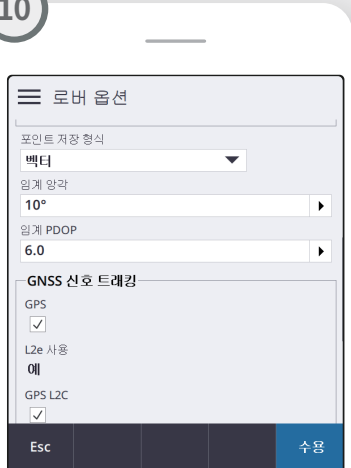 10
로버 옵션
포인트 저장 형식
벡터
임계 앙각
10°
임계 PDOP
6.0
GNSS 신호 트래킹
GPS
L2e 사용
예
GPS L2C
Esc
수용